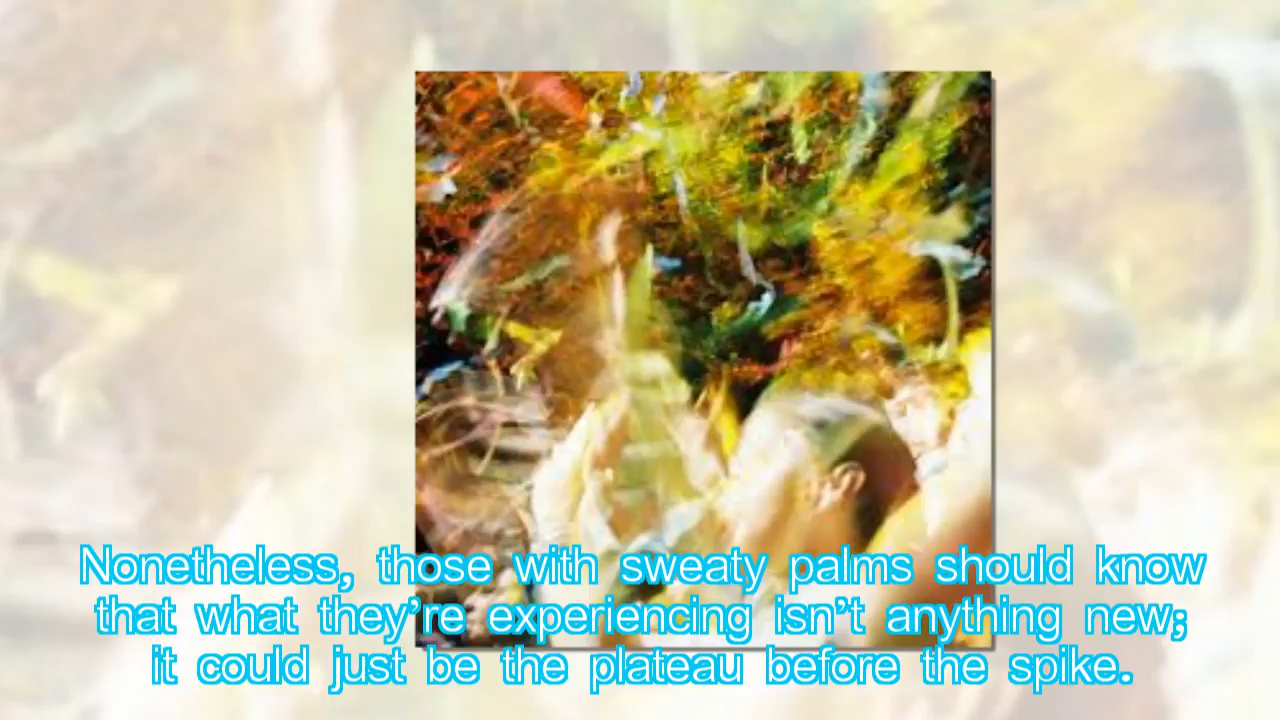 Nonetheless, those with sweaty palms should know
that what they’re experiencing isn’t anything new;
it could just be the plateau before the spike.